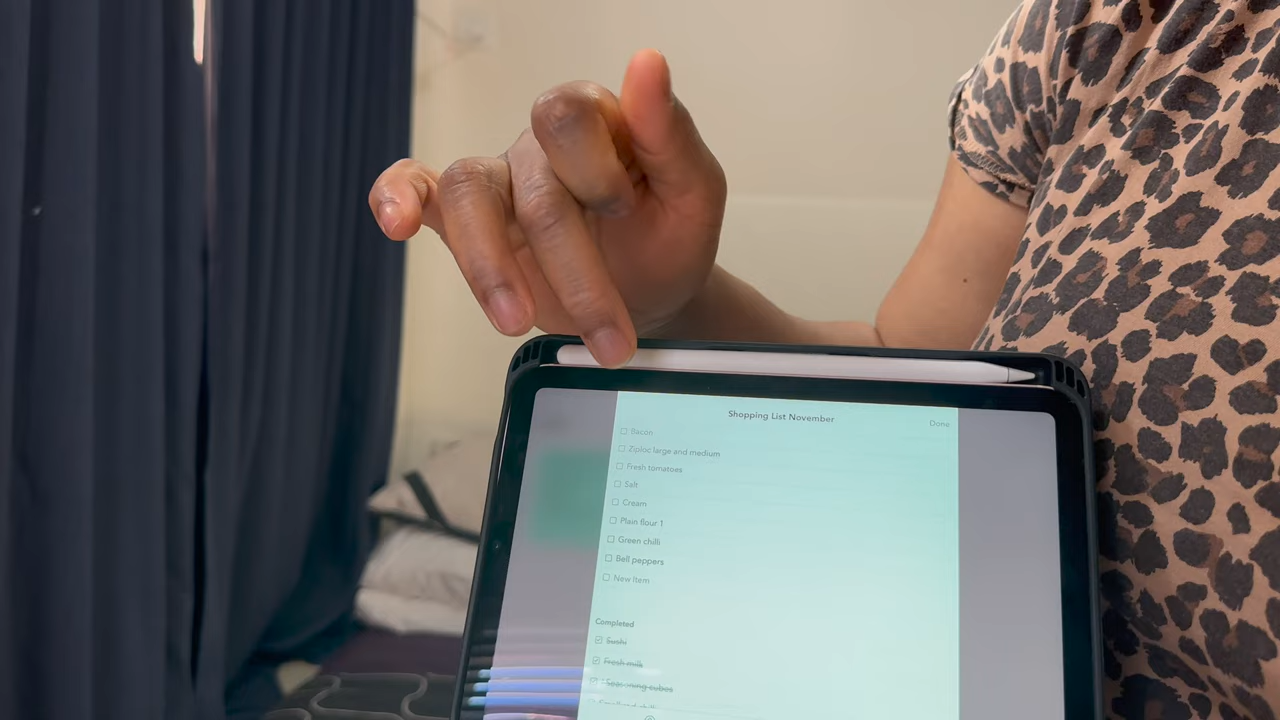 Shopping List November
Done
Bacon
Ziploc large and medium
Fresh tomatoes
Salt
Cream
Plain flour 1
Green chilli
Bell peppers
New Item
Completed
Sushi
Fresh milk
Seasoning cubes